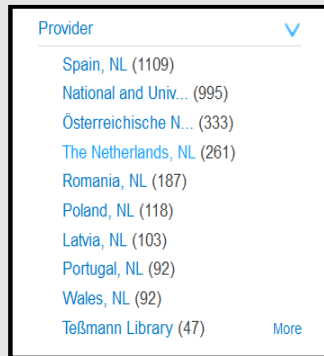 Provider
Spain, NL (1109)
National and Univ... (995)
Österreichische N... (333)
The Netherlands, NL (261)
Romania, NL (187)
Poland, NL (118)
Latvia, NL (103)
Portugal, NL (92)
Wales, NL (92)
Teßmann Library (47) More